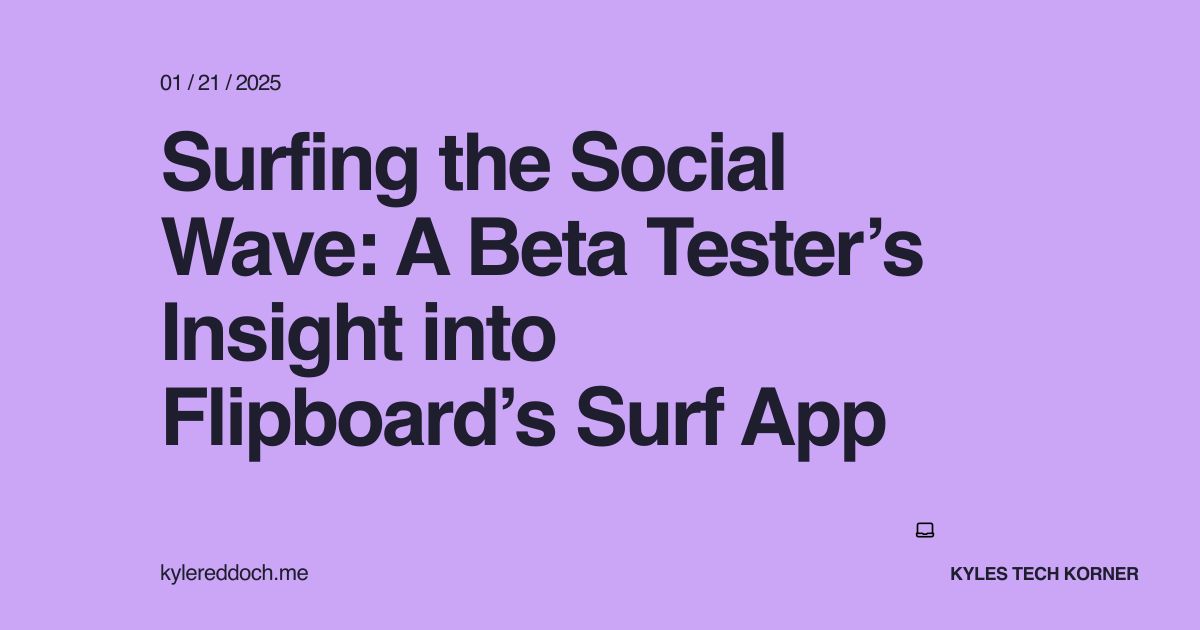 01 / 21 / 2025
Surfing the Social
Wave: A Beta Tester’s
Insight into
Flipboard’s Surf App
kylereddoch.me
KYLES TECH KORNER